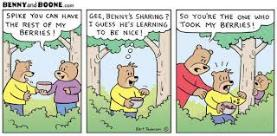 BENNY and BOONE.com
SPIKE YOU CAN
HAVE THE REST OF MY
BERRIES!
GEE, BENNY'S SHARING?
I GUESS HE'S LEARNING
TO BE NICE!
SO YOU'RE THE ONE WHO
TOOK MY BERRIES!